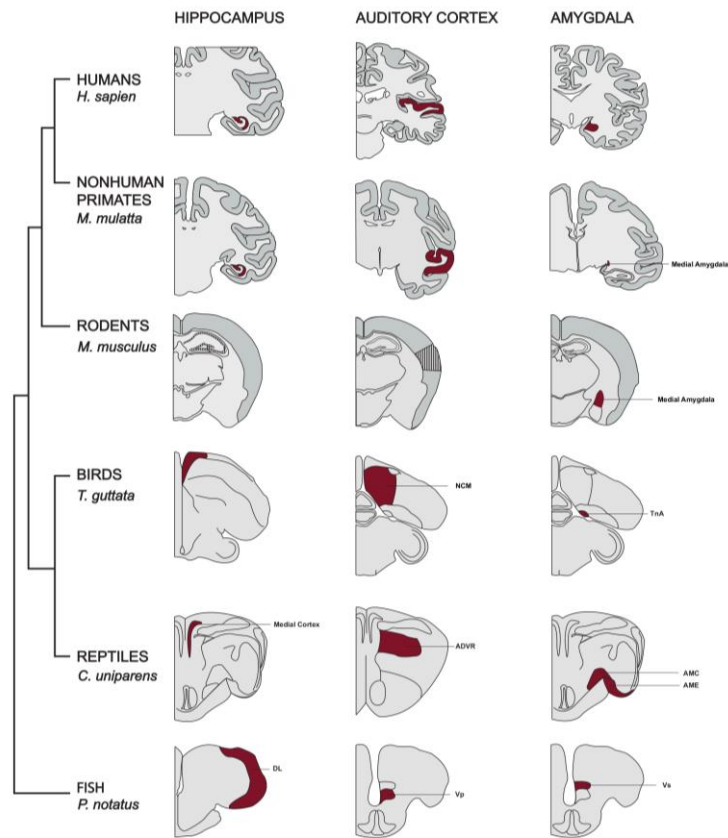 HIPPOCAMPUS AUDITORY CORTEX AMYGDALA
HUMANS
H. sapien
NONHUMAN
PRIMATES
M. mulatta
Medial Amygdala
RODENTS
M. musculus
Medial Amygdala
BIRDS
T. guttata
NCM
TnA
Medial Cortex
REPTILES
C. uniparens
ADVR
AMC
AME
FISH
P. notatus
DL
Vp
Vs